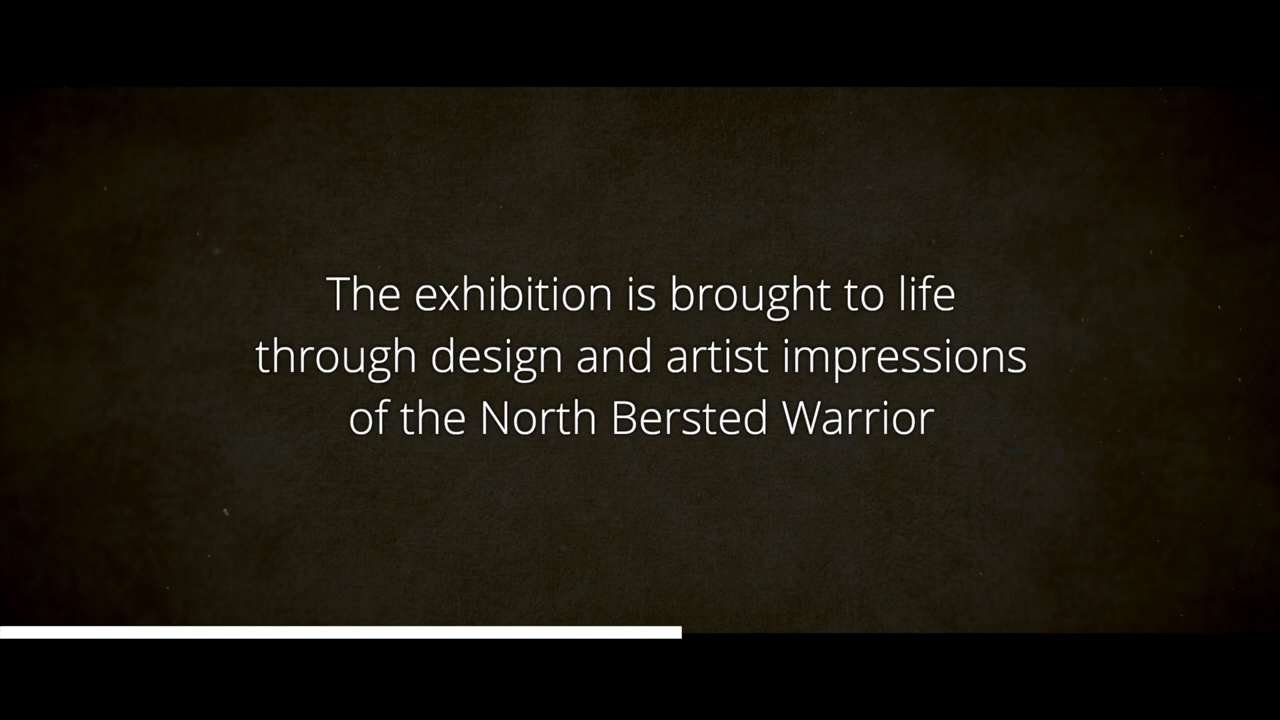 The exhibition is brought to life
through design and artist impressions
of the North Bersted Warrior